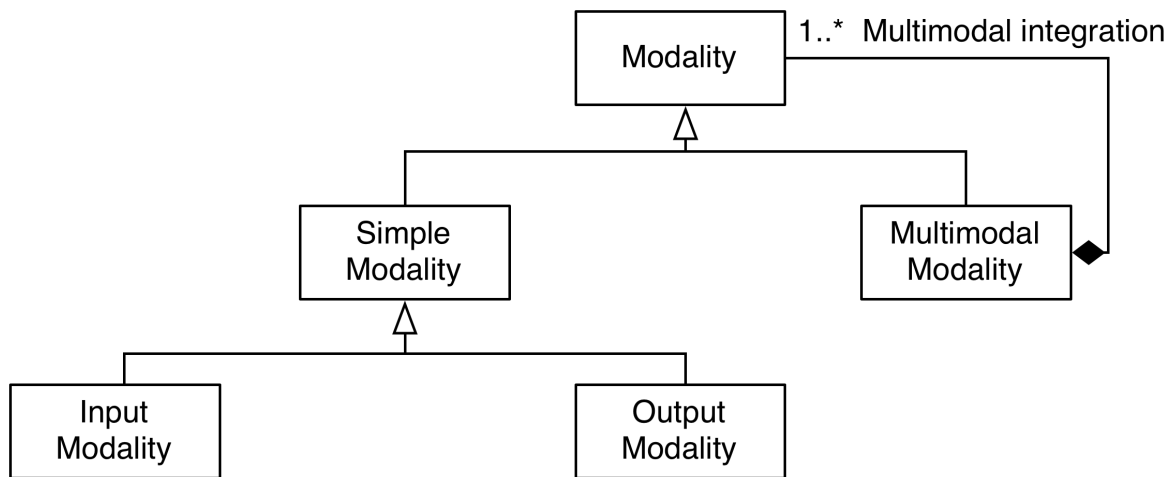 1..* Multimodal integration
Modality
Simple
Modality
Multimodal
Modality
Input
Modality
Output
Modality